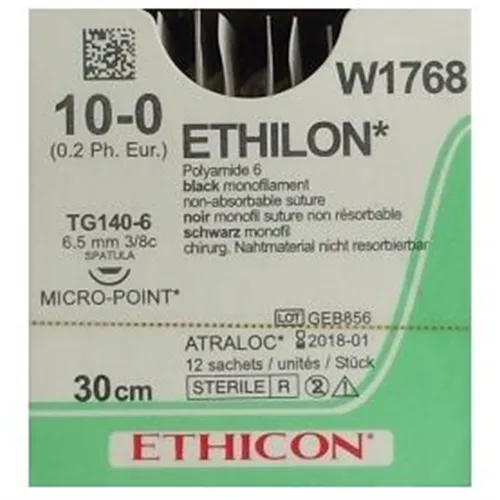 W1768
10-0
(0.2 Ph. Eur.)
ETHILON*
Polyamide 6
black monofilament
non-absorbable suture
noir monofil suture non résorbable
schwarz monofil
chirurg. Nahtmaterial nicht resorbierbar
TG140-6
6.5 mm 3/8c
SPATULA
MICRO-POINT*
LOT GEB856
ATRALOC* 2018-01
12 sachets / unités / Stück
30cm
STERILE R 2
ETHICON*